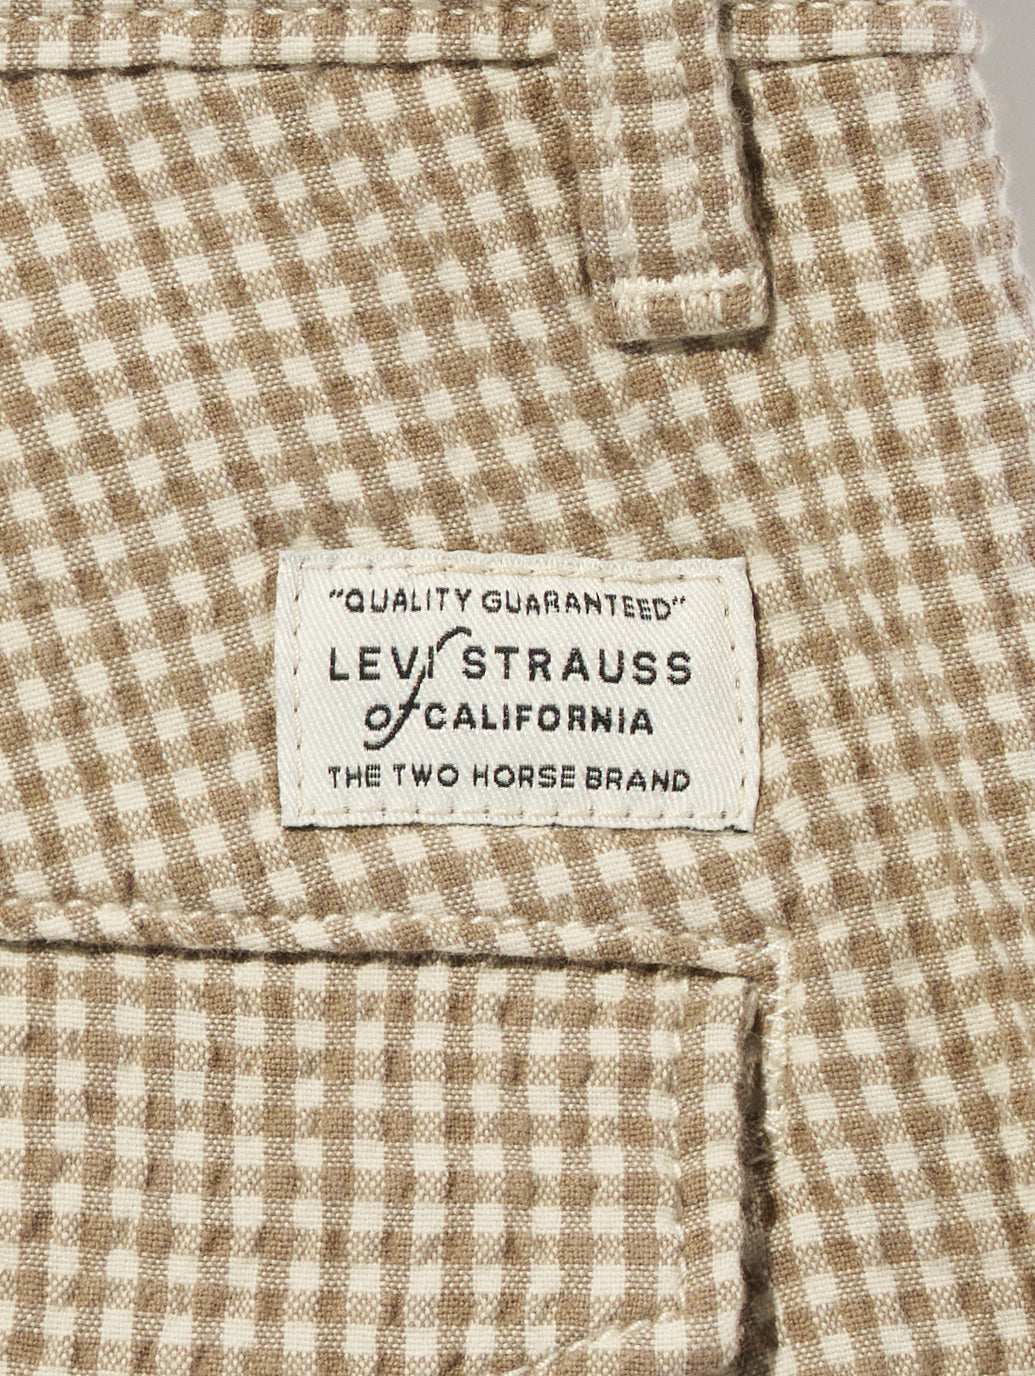 "QUALITY GUARANTEED"
LEVI STRAUSS
of CALIFORNIA
THE TWO HORSE BRAND